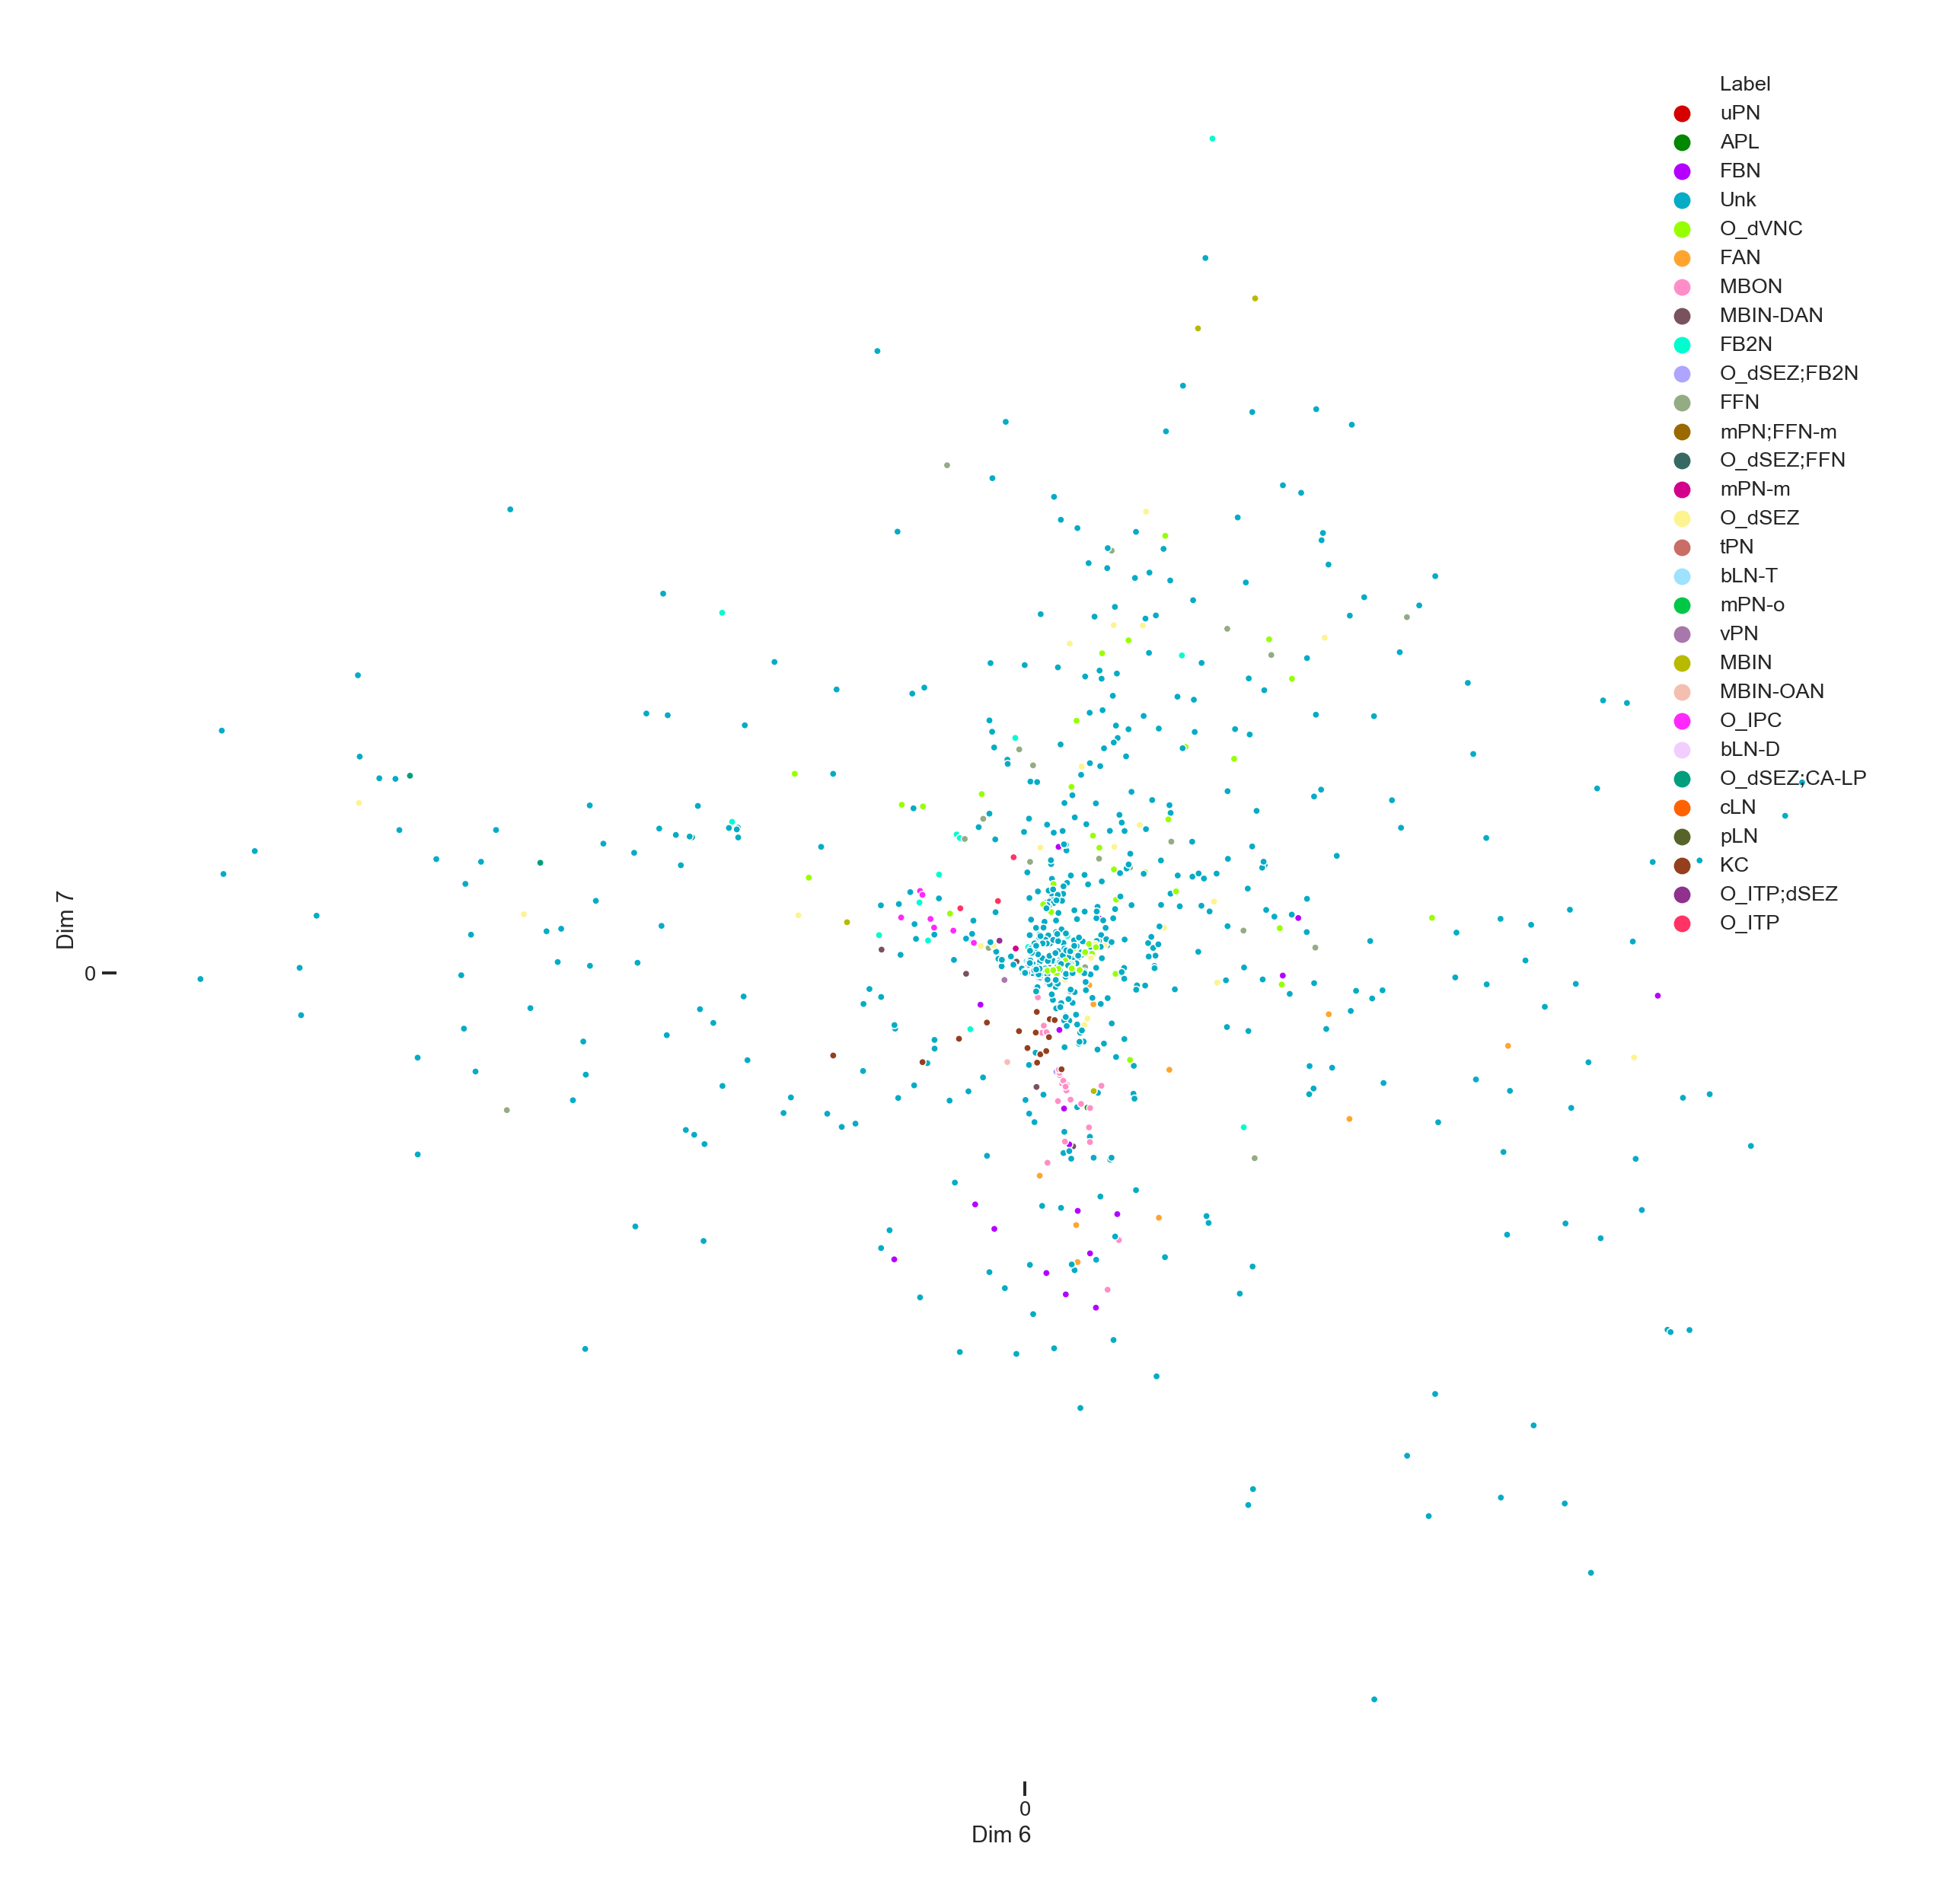 Label
uPN
APL
FBN
Unk
O_dVNC
FAN
MBON
MBIN-DAN
FB2N
O_dSEZ;FB2N
FFN
mPN;FFN-m
O_dSEZ;FFN
mPN-m
O_dSEZ
tPN
bLN-T
mPN-o
vPN
MBIN
MBIN-OAN
O_IPC
bLN-D
O_dSEZ;CA-LP
cLN
pLN
KC
O_ITP;dSEZ
O_ITP
Dim 7
0
0
Dim 6